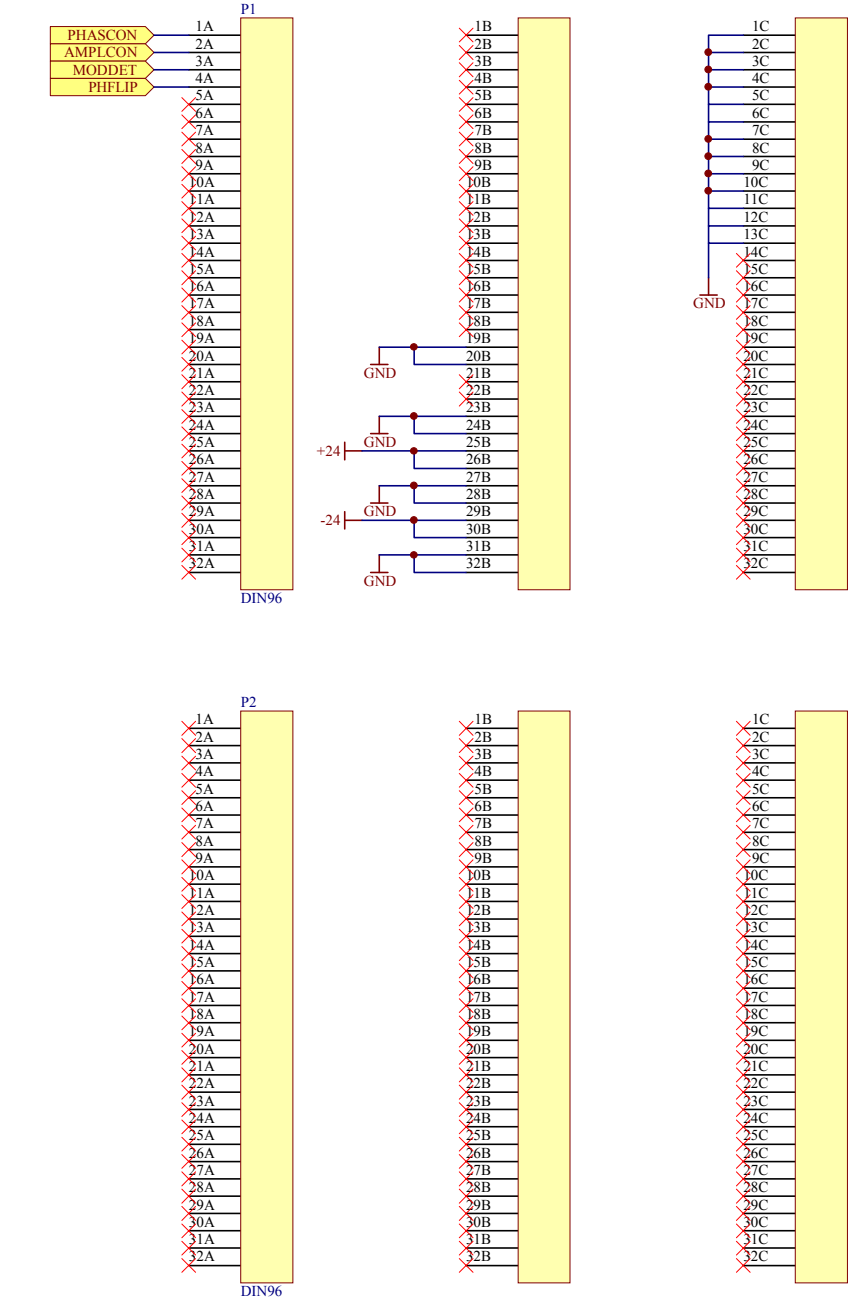 P1
PHASCON 1A 1B 1C
AMPLCON 2A 2B 2C
MODDET 3A 3B 3C
PHFLIP 4A 4B 4C
5A 5B 5C
6A 6B 6C
7A 7B 7C
8A 8B 8C
9A 9B 9C
10A 10B 10C
11A 11B 11C
12A 12B 12C
13A 13B 13C
14A 14B 14C
15A 15B 15C
16A 16B 16C
17A 17B GND 17C
18A 18B 18C
19A 19B 19C
20A 20B 20C
21A GND 21B 21C
22A 22B 22C
23A 23B 23C
24A 24B 24C
25A +24 GND 25B 25C
26A 26B 26C
27A 27B 27C
28A 28B 28C
29A -24 GND 29B 29C
30A 30B 30C
31A 31B 31C
32A 32B 32C
GND
DIN96
P2
1A 1B 1C
2A 2B 2C
3A 3B 3C
4A 4B 4C
5A 5B 5C
6A 6B 6C
7A 7B 7C
8A 8B 8C
9A 9B 9C
10A 10B 10C
11A 11B 11C
12A 12B 12C
13A 13B 13C
14A 14B 14C
15A 15B 15C
16A 16B 16C
17A 17B 17C
18A 18B 18C
19A 19B 19C
20A 20B 20C
21A 21B 21C
22A 22B 22C
23A 23B 23C
24A 24B 24C
25A 25B 25C
26A 26B 26C
27A 27B 27C
28A 28B 28C
29A 29B 29C
30A 30B 30C
31A 31B 31C
32A 32B 32C
DIN96